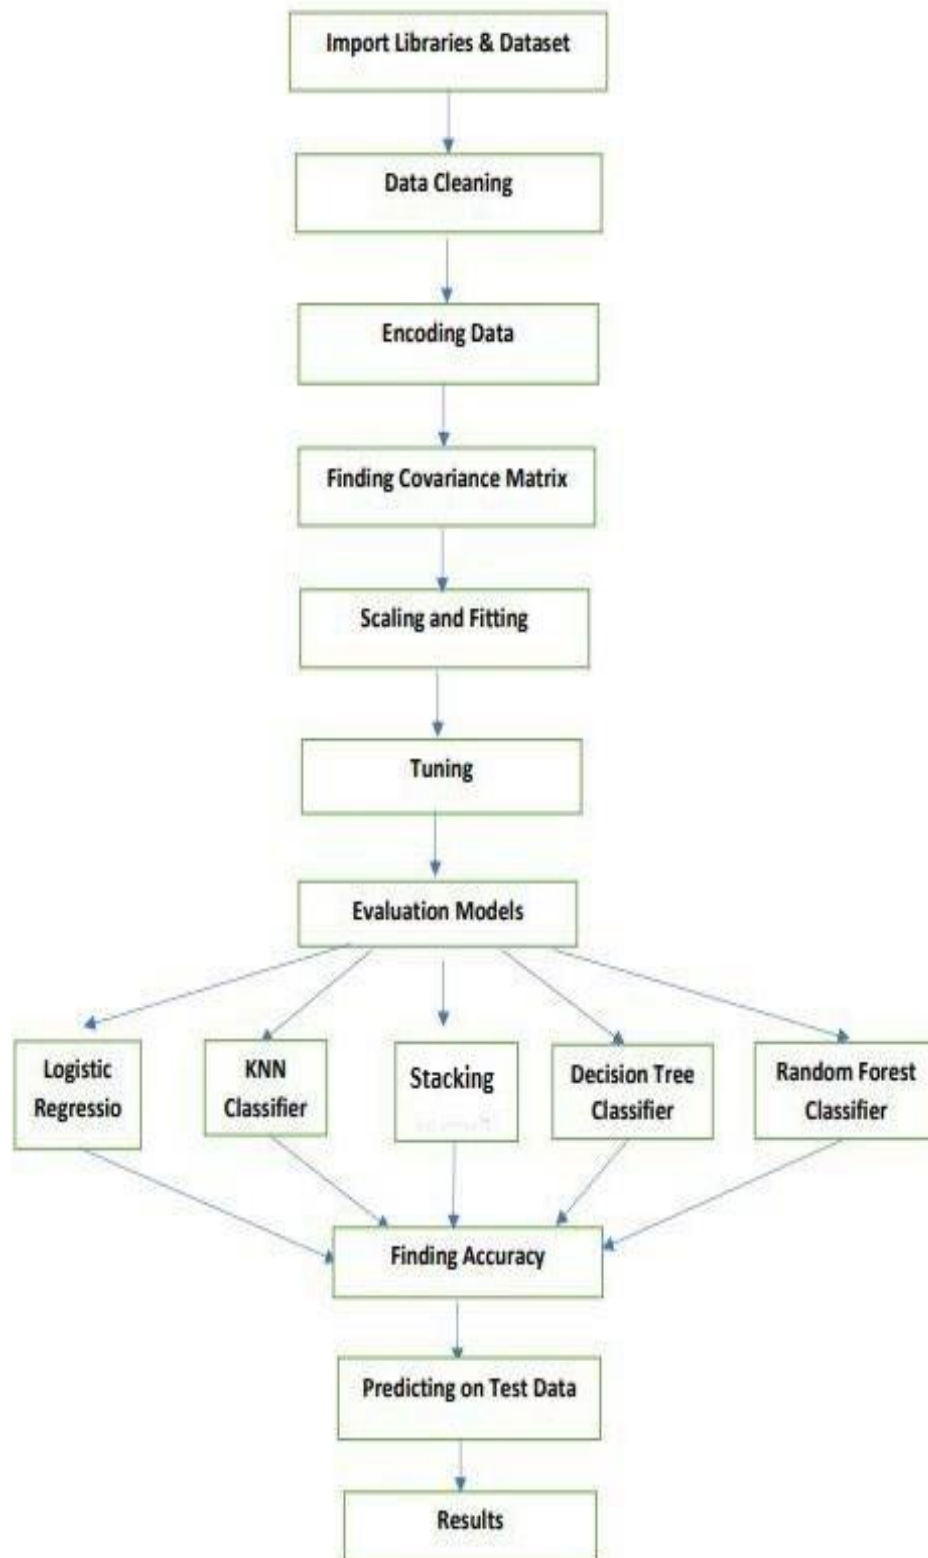 Import Libraries & Dataset
Data Cleaning
Encoding Data
Finding Covariance Matrix
Scaling and Fitting
Tuning
Evaluation Models
Logistic
Regressio
KNN
Classifier
Stacking
Decision Tree
Classifier
Random Forest
Classifier
Finding Accuracy
Predicting on Test Data
Results